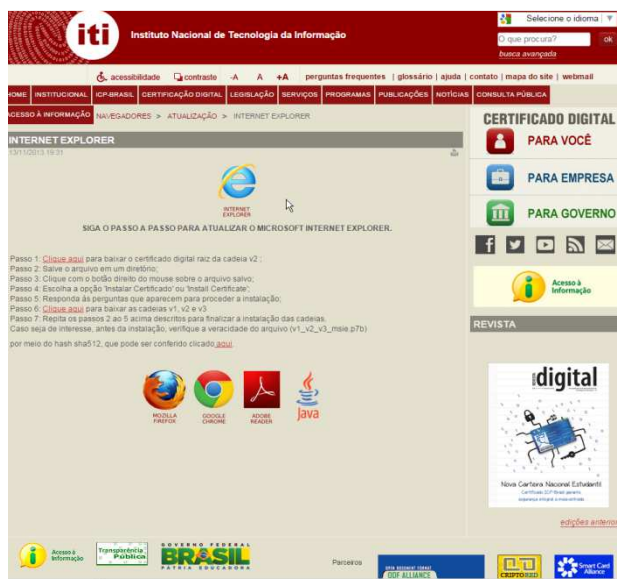 iti
Instituto Nacional de Tecnologia da Informação
Selecione o idioma | ▼
O que procura?
ok
busca avançada
acessibilidade contraste -A A +A perguntas frequentes | glossário | ajuda | contato | mapa do site | webmail
HOME INSTITUCIONAL ICP-BRASIL CERTIFICAÇÃO DIGITAL LEGISLAÇÃO SERVIÇOS PROGRAMAS PUBLICAÇÕES NOTÍCIAS CONSULTA PÚBLICA
ACESSO À INFORMAÇÃO NAVEGADORES > ATUALIZAÇÃO > INTERNET EXPLORER
INTERNET EXPLORER
13/11/2013 19:31
INTERNET
EXPLORER
SIGA O PASSO A PASSO PARA ATUALIZAR O MICROSOFT INTERNET EXPLORER.
Passo 1: Clique aqui para baixar o certificado digital raiz da cadeia v2 ;
Passo 2: Salve o arquivo em um diretório;
Passo 3: Clique com o botão direito do mouse sobre o arquivo salvo;
Passo 4: Escolha a opção 'Instalar Certificado' ou 'Install Certificate';
Passo 5: Responda às perguntas que aparecem para proceder a instalação;
Passo 6: Clique aqui para baixar as cadeias v1, v2 e v3
Passo 7: Repita os passos 2 ao 5 acima descritos para finalizar a instalação das cadeias.
Caso seja de interesse, antes da instalação, verifique a veracidade do arquivo (v1_v2_v3_msie.p7b)
por meio do hash sha512, que pode ser conferido clicado aqui
MOZILLA
FIREFOX
GOOGLE
CHROME
ADOBE
READER
Java
CERTIFICADO DIGITAL
PARA VOCÊ
PARA EMPRESA
PARA GOVERNO
Acesso à
Informação
REVISTA
digital
Nova Carteira Nacional Estudantil
edições anterior
Acesso à
Informação
Transparência
Pública
GOVERNO FEDERAL
BRASIL
PÁTRIA EDUCADORA
Parceiros
OPEN DOCUMENT FORMAT
ODF ALLIANCE
CRIPTORED
Smart Card
Alliance